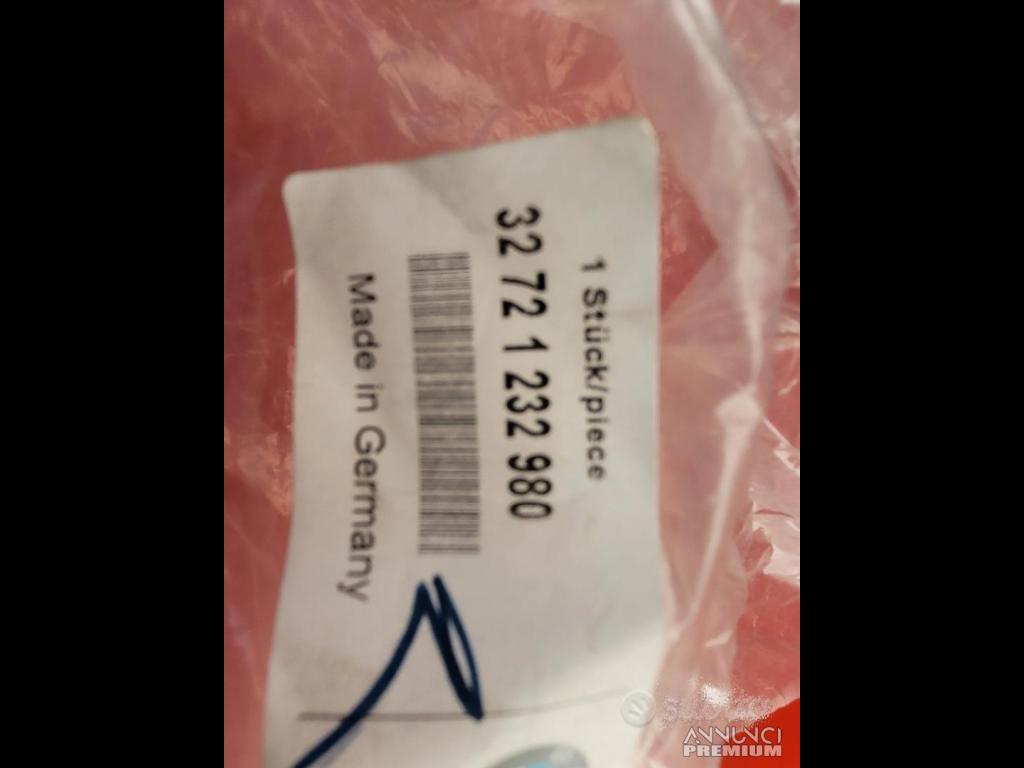 1 Stück/piece
32 72 1 232 980
Made in Germany
ANNUNCI
PREMIUM